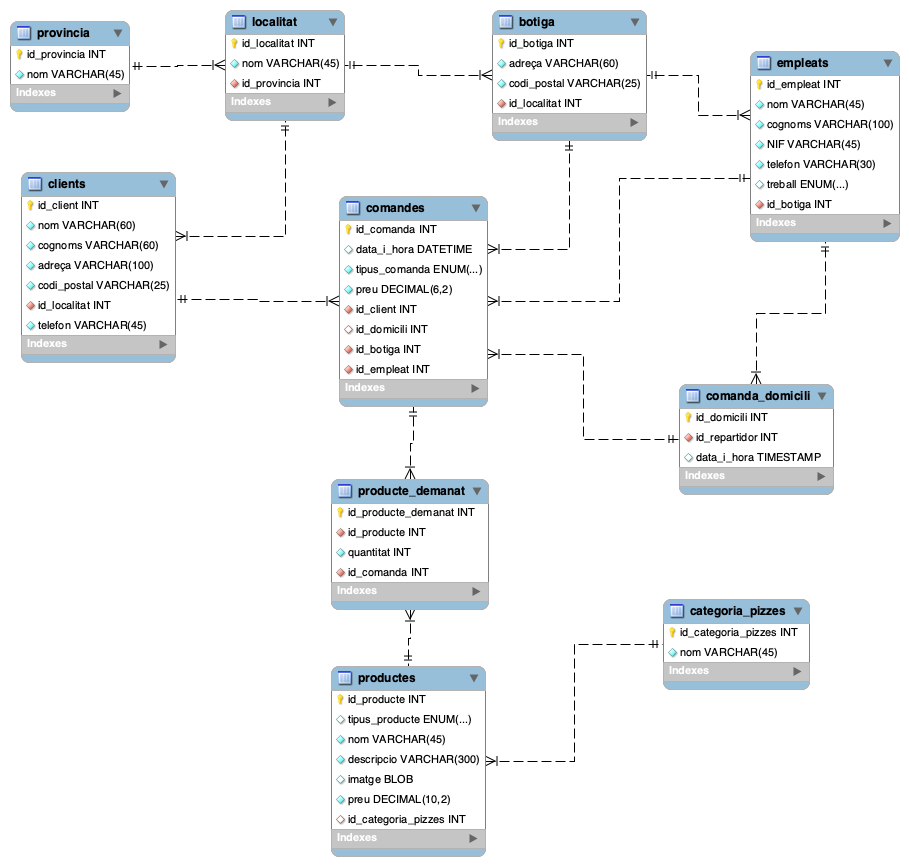 provincia
id_provincia INT
nom VARCHAR(45)
Indexes
localitat
id_localitat INT
nom VARCHAR(45)
id_provincia INT
Indexes
botiga
id_botiga INT
adreça VARCHAR(60)
codi_postal VARCHAR(25)
id_localitat INT
Indexes
empleats
id_empleat INT
nom VARCHAR(45)
cognoms VARCHAR(100)
NIF VARCHAR(45)
telefon VARCHAR(30)
treball ENUM(...)
id_botiga INT
Indexes
clients
id_client INT
nom VARCHAR(60)
cognoms VARCHAR(60)
adreça VARCHAR(100)
codi_postal VARCHAR(25)
id_localitat INT
telefon VARCHAR(45)
Indexes
comandes
id_comanda INT
data_i_hora DATETIME
tipus_comanda ENUM(...)
preu DECIMAL(6,2)
id_client INT
id_domicili INT
id_botiga INT
id_empleat INT
Indexes
comanda_domicili
id_domicili INT
id_repartidor INT
data_i_hora TIMESTAMP
Indexes
producte_demanat
id_producte_demanat INT
id_producte INT
quantitat INT
id_comanda INT
Indexes
categoria_pizzes
id_categoria_pizzes INT
nom VARCHAR(45)
Indexes
productes
id_producte INT
tipus_producte ENUM(...)
nom VARCHAR(45)
descripcio VARCHAR(300)
imatge BLOB
preu DECIMAL(10,2)
id_categoria_pizzes INT
Indexes